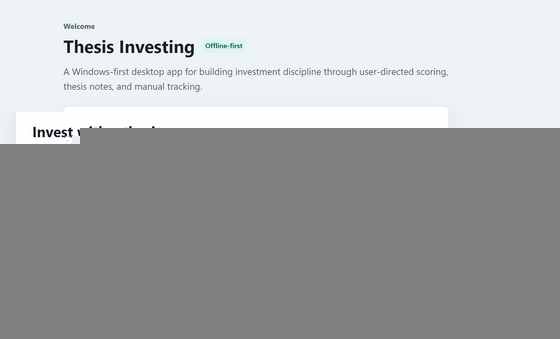 Welcome
Thesis Investing
Offline-first
A Windows-first desktop app for building investment discipline through user-directed scoring,
thesis notes, and manual tracking.
Invest